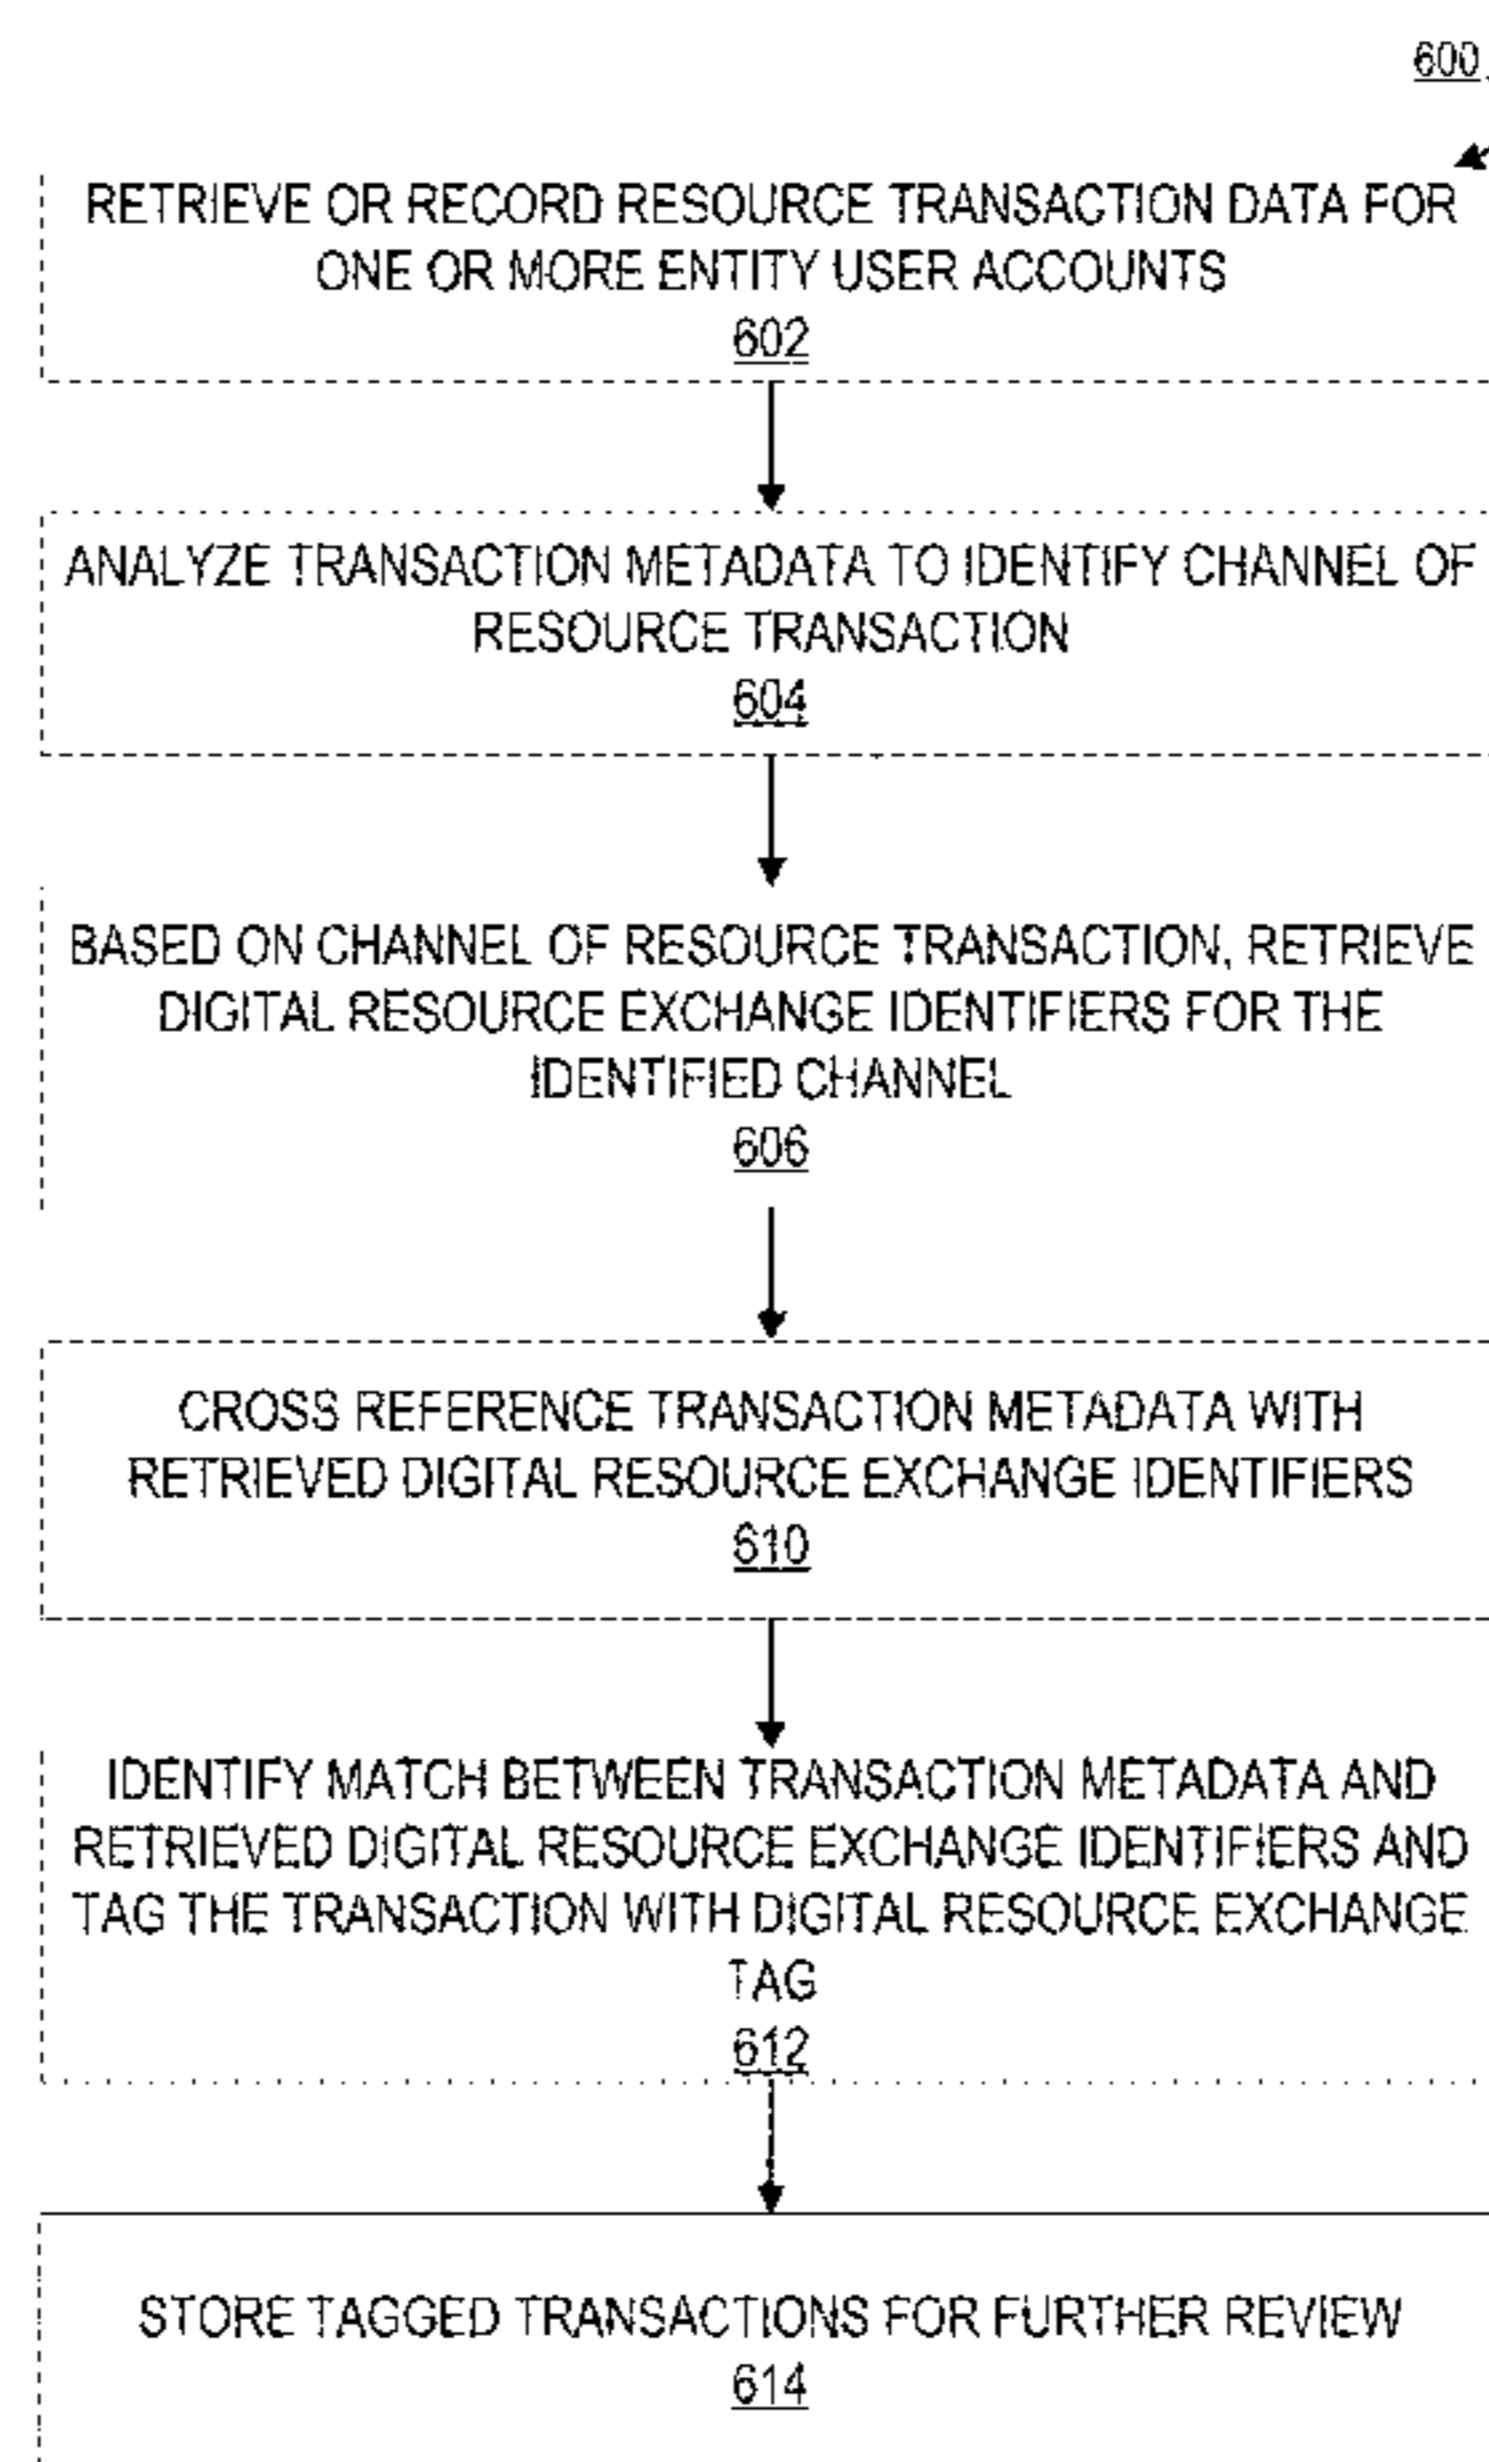 600
RETRIEVE OR RECORD RESOURCE TRANSACTION DATA FOR
ONE OR MORE ENTITY USER ACCOUNTS
602
ANALYZE TRANSACTION METADATA TO IDENTIFY CHANNEL OF
RESOURCE TRANSACTION
604
BASED ON CHANNEL OF RESOURCE TRANSACTION, RETRIEVE
DIGITAL RESOURCE EXCHANGE IDENTIFIERS FOR THE
IDENTIFIED CHANNEL
606
CROSS REFERENCE TRANSACTION METADATA WITH
RETRIEVED DIGITAL RESOURCE EXCHANGE IDENTIFIERS
610
IDENTIFY MATCH BETWEEN TRANSACTION METADATA AND
RETRIEVED DIGITAL RESOURCE EXCHANGE IDENTIFIERS AND
TAG THE TRANSACTION WITH DIGITAL RESOURCE EXCHANGE
TAG
612
STORE TAGGED TRANSACTIONS FOR FURTHER REVIEW
614